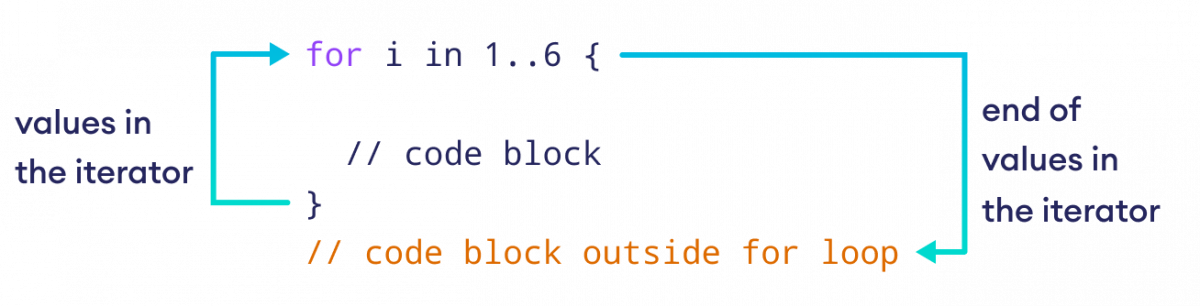 for i in 1..6 {
values in
the iterator
end of
values in
the iterator
// code block
}
// code block outside for loop